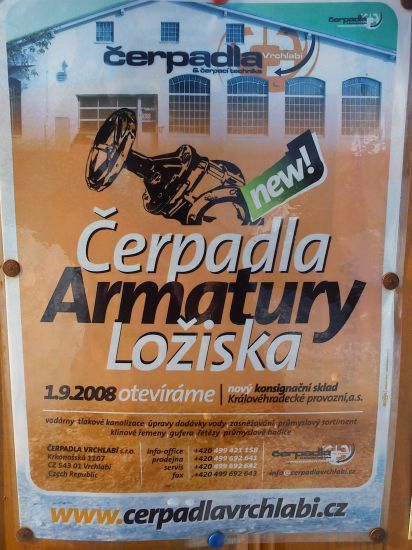 čerpadla
čerpadla
Vrchlabí
& čerpací technika
new!
Čerpadla
Armatury
Ložiska
1.9.2008 otevíráme
nový konsignační sklad
Královéhradecké provozní,a.s.
vodárny tlakové kanalizace úpravy dodávky vody zasněžování průmyslový sortiment
klínové řemeny gufera řetězy průmyslové hadice
ČERPADLA VRCHLABÍ s.r.o.
Krkonošská 1107
CZ 543 01 Vrchlabí
Czech Republic
info-office +420 499 421 158
prodejna +420 499 692 641
servis +420 499 692 642
fax +420 499 692 643
čerpadla
info@cerpadlavrchlabi.cz
www.cerpadlavrchlabi.cz